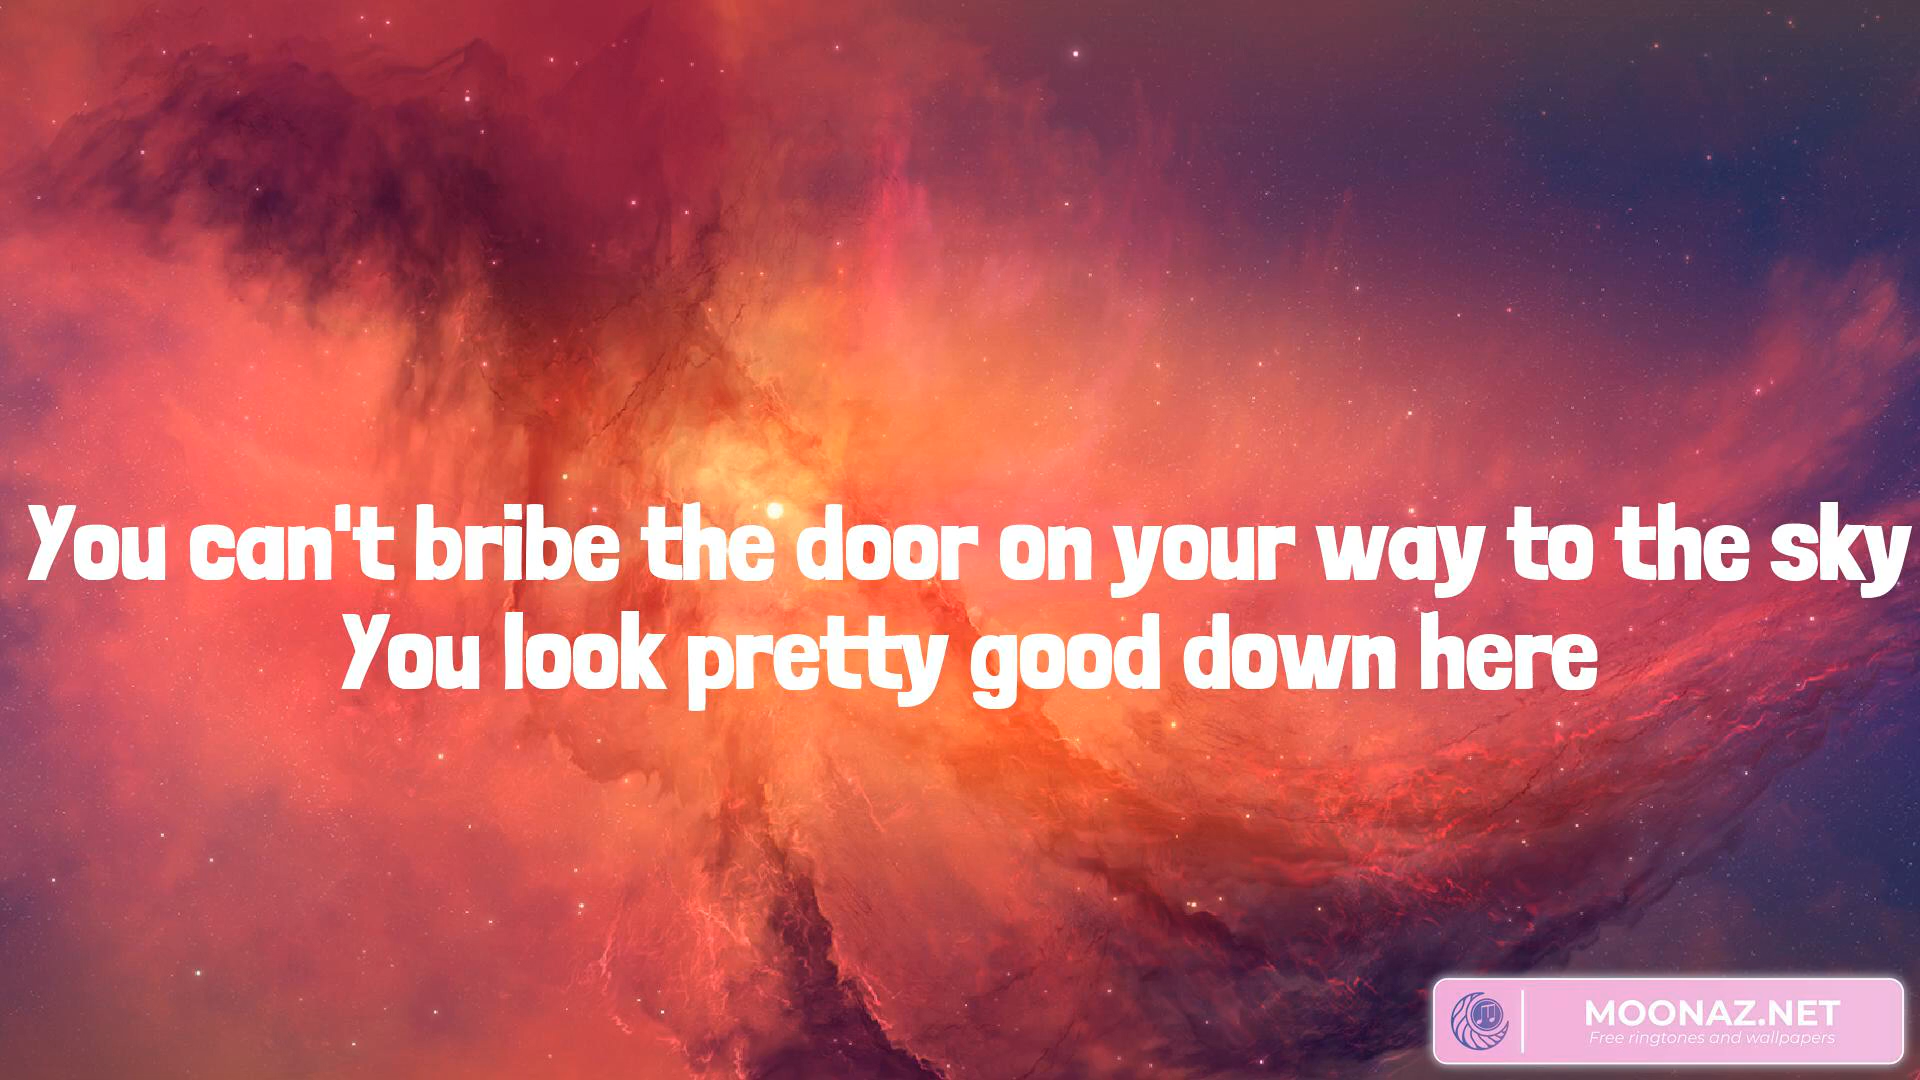 You can't bribe the door on your way to the sky
You look pretty good down here
MOONAZ.NET
Free ringtones and wallpapers